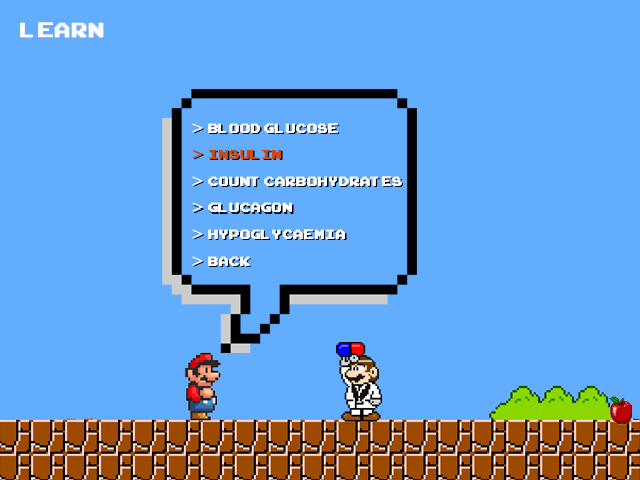 LEARN
> BLOOD GLUCOSE
> INSULIN
> COUNT CARBOHYDRATES
> GLUCAGON
> HYPOGLYCAEMIA
> BACK